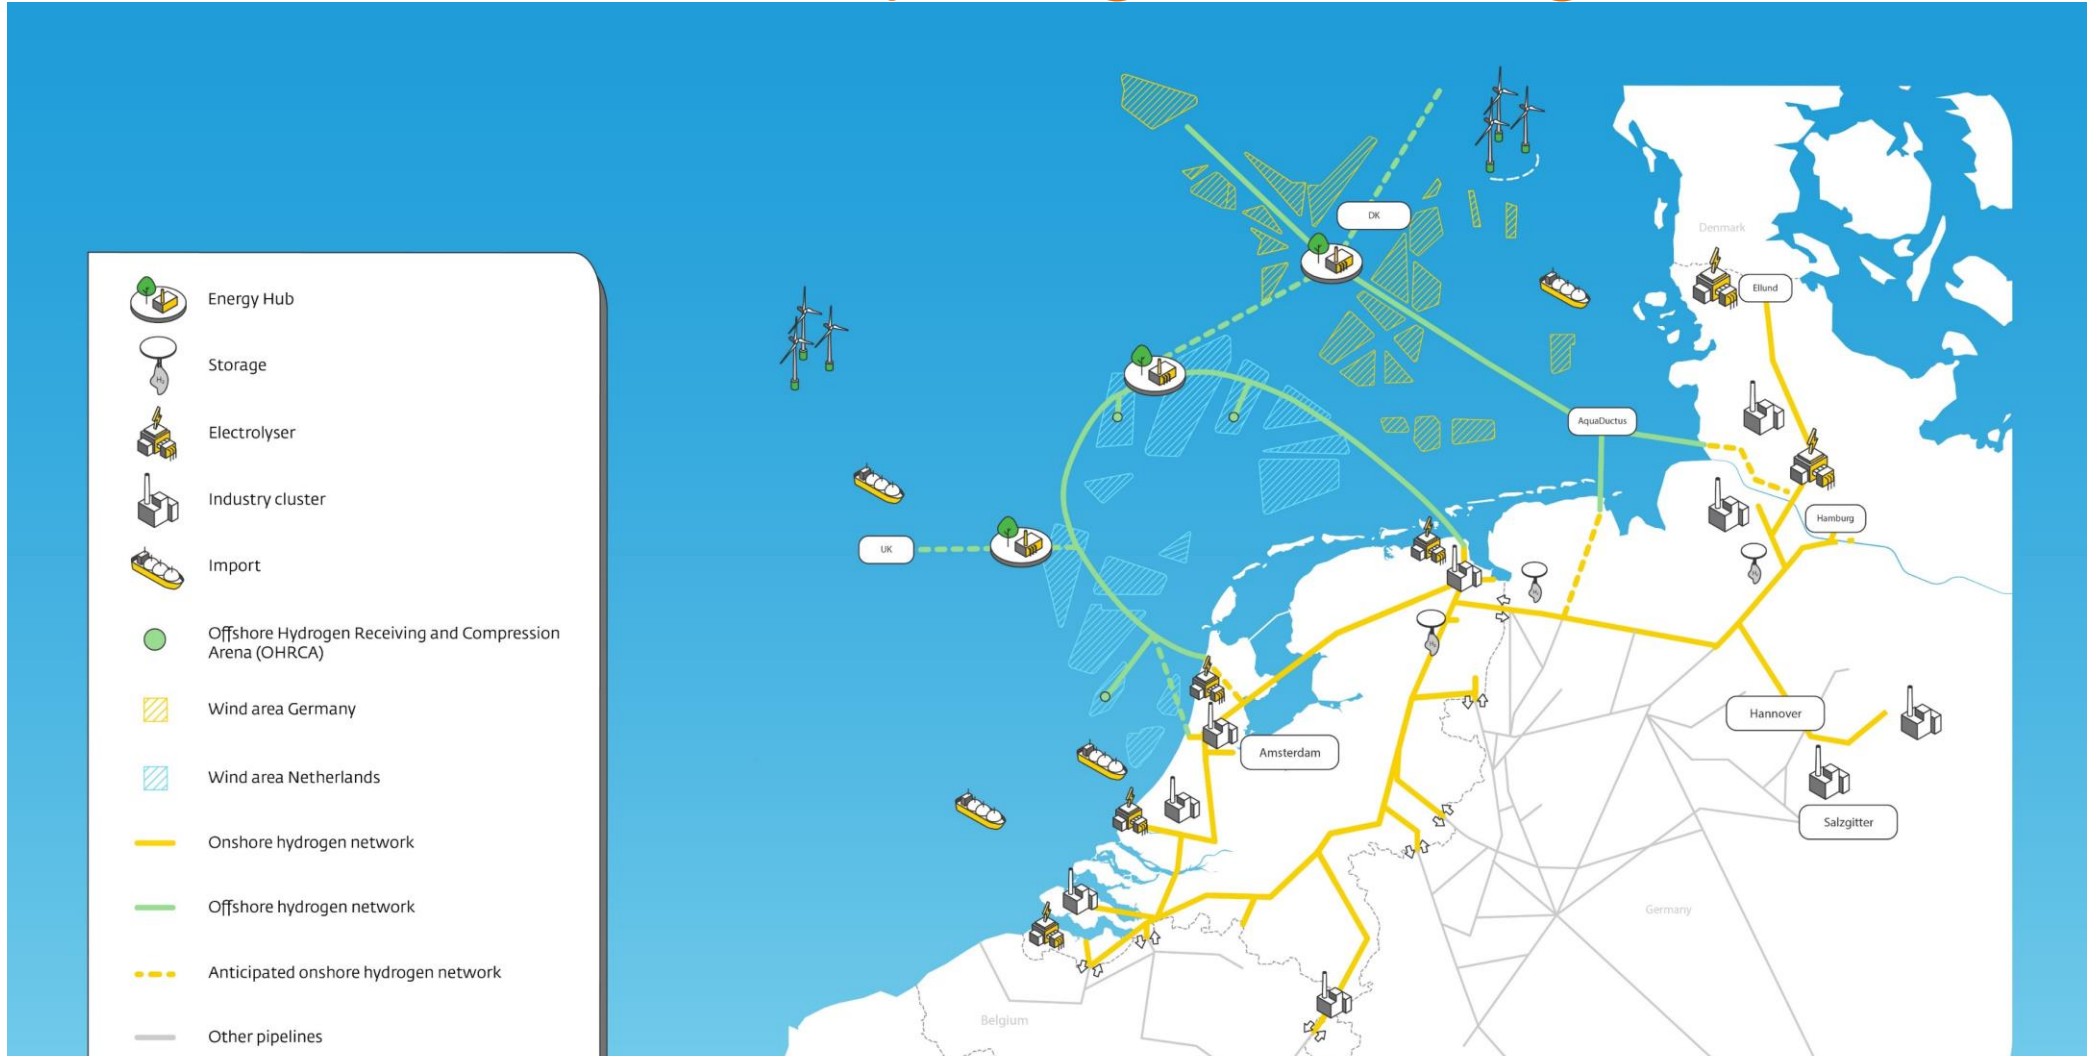 Energy Hub
Storage
Electrolyser
Industry cluster
Import
Offshore Hydrogen Receiving and Compression
Arena (OHRCA)
Wind area Germany
Wind area Netherlands
Onshore hydrogen network
Offshore hydrogen network
Anticipated onshore hydrogen network
Other pipelines
DK
Denmark
Ellund
AquaDuctus
Hamburg
UK
Hannover
Amsterdam
Salzgitter
Germany
Belgium